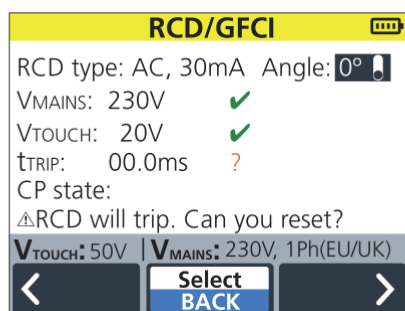 RCD/GFCI
RCD type: AC, 30mA Angle: 0°
VMAINS: 230V ✔
VTOUCH: 20V ✔
tTRIP: 00.0ms ?
CP state:
⚠RCD will trip. Can you reset?
VTOUCH: 50V | VMAINS: 230V, 1Ph(EU/UK)
< Select >
BACK